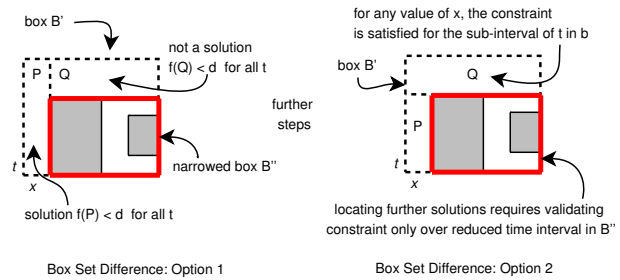 box B'
not a solution
f(Q) < d  for all t
P
Q
further
steps
narrowed box B''
t
x
solution f(P) < d  for all t
Box Set Difference: Option 1
for any value of x, the constraint
is satisfied for the sub-interval of t in b
box B'
Q
P
t
x
locating further solutions requires validating
constraint only over reduced time interval in B''
Box Set Difference: Option 2